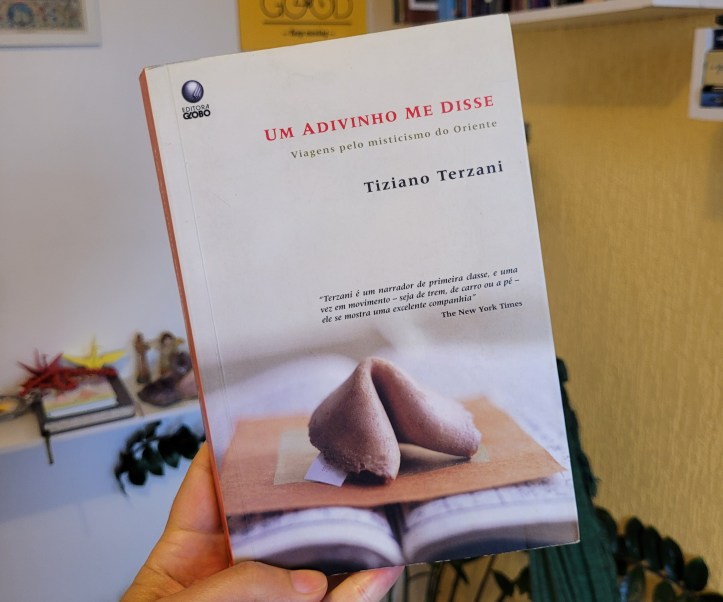 GOOD
EDITORA
GLOBO
UM ADIVINHO ME DISSE
Viagens pelo misticismo do Oriente
Tiziano Terzani
"Terzani é um narrador de primeira classe, e uma
vez em movimento – seja de trem, de carro ou a pé –
ele se mostra uma excelente companhia"
The New York Times